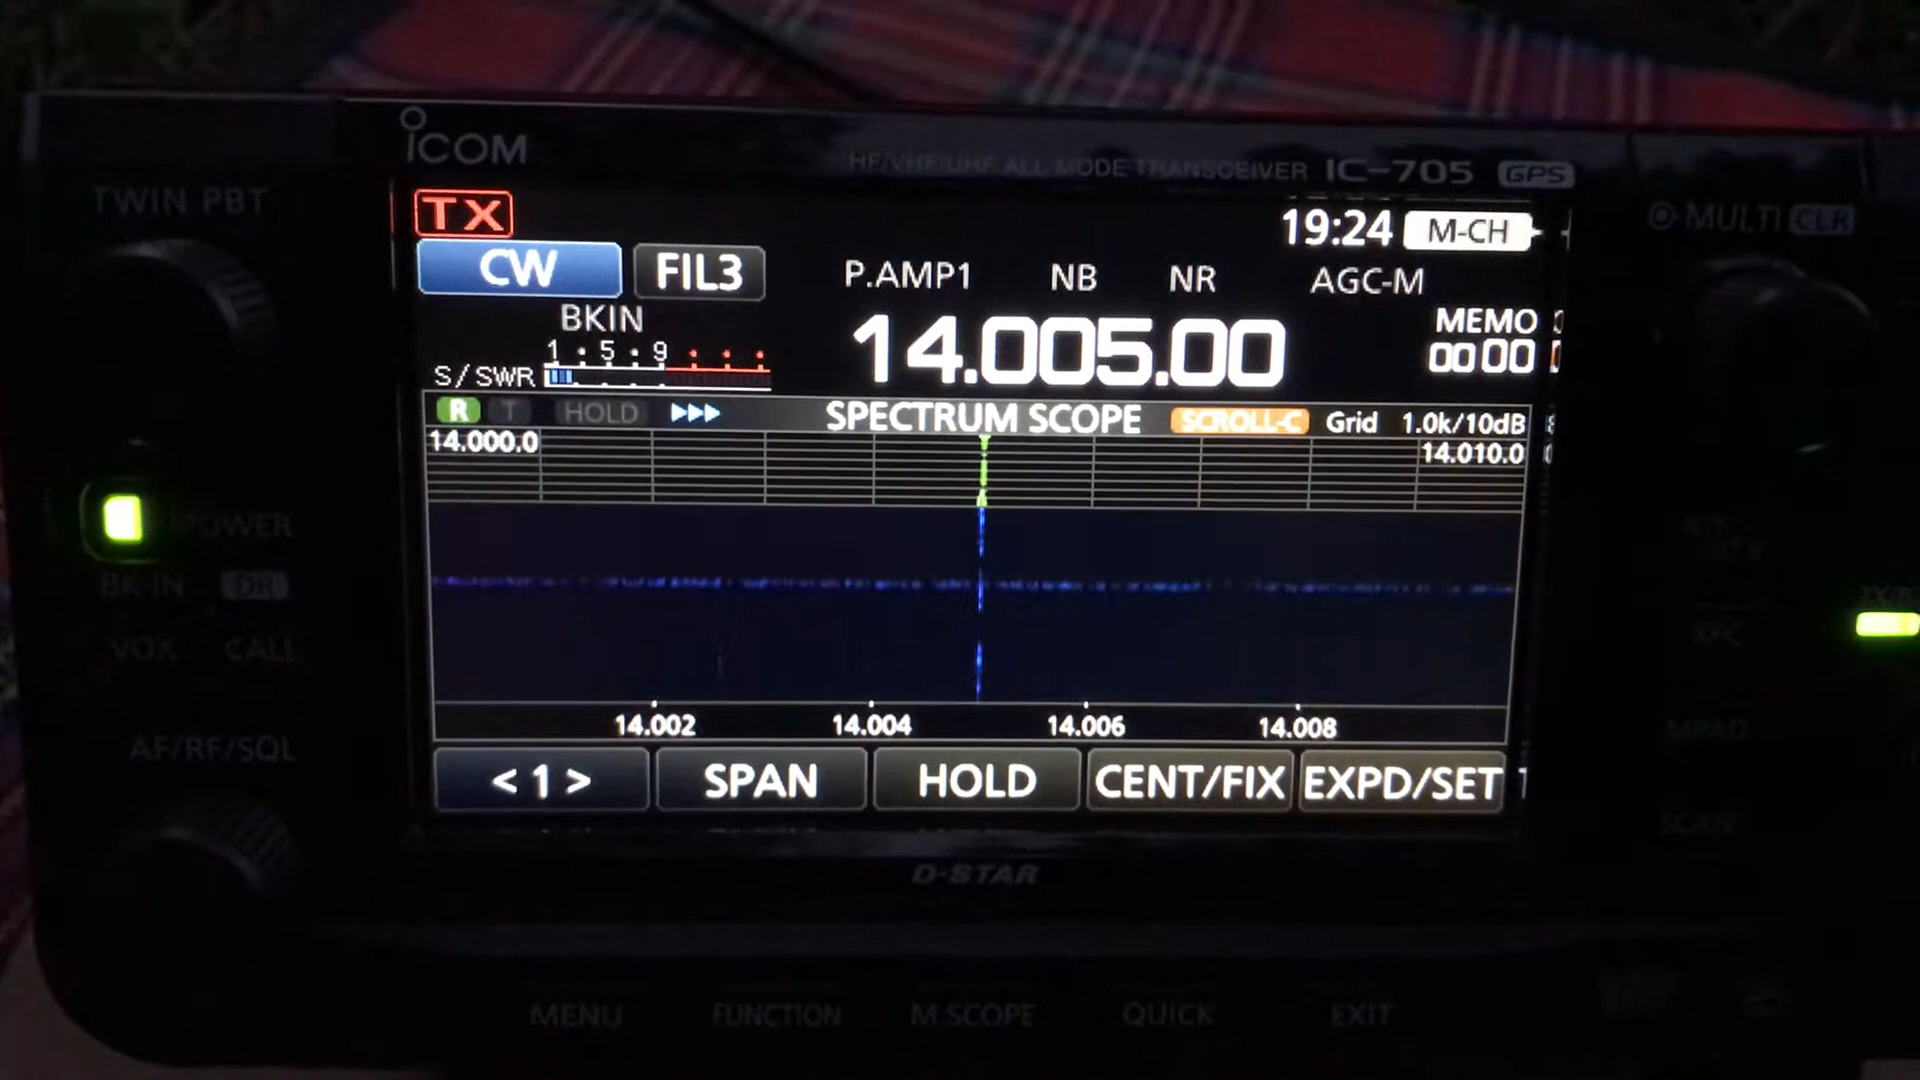 ICOM
HF/VHF/UHF ALL MODE TRANSCEIVER IC-705 GPS
TWIN PBT
MULTI CLR
TX
19:24 M-CH
CW FIL3
P.AMP1 NB NR AGC-M
BKIN
14.005.00
MEMO
00 00
1 • 5 • 9
S/SWR
R T HOLD SPECTRUM SCOPE SCROLL-C Grid 1.0k/10dB
14.000.0
14.010.0
POWER
BK-IN DR
VOX CALL
XFC
14.002 14.004 14.006 14.008
MPAD
AF/RF/SQL
< 1 > SPAN HOLD CENT/FIX EXPD/SET
SCAN
D-STAR
MENU FUNCTION M.SCOPE QUICK EXIT